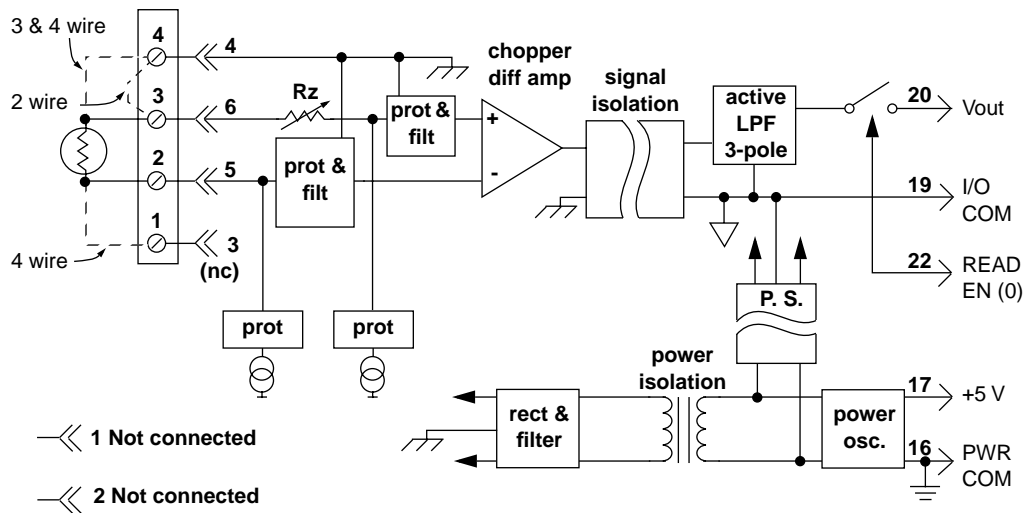 3 & 4 wire
2 wire
4 wire
4
3
2
1
4
6
5
3
(nc)
Rz
prot &
filt
prot &
filt
prot
prot
chopper
diff amp
+
-
signal
isolation
active
LPF
3-pole
20
Vout
19
I/O
COM
22
READ
EN (0)
P. S.
power
isolation
rect &
filter
power
osc.
17
+5 V
16
PWR
COM
1 Not connected
2 Not connected